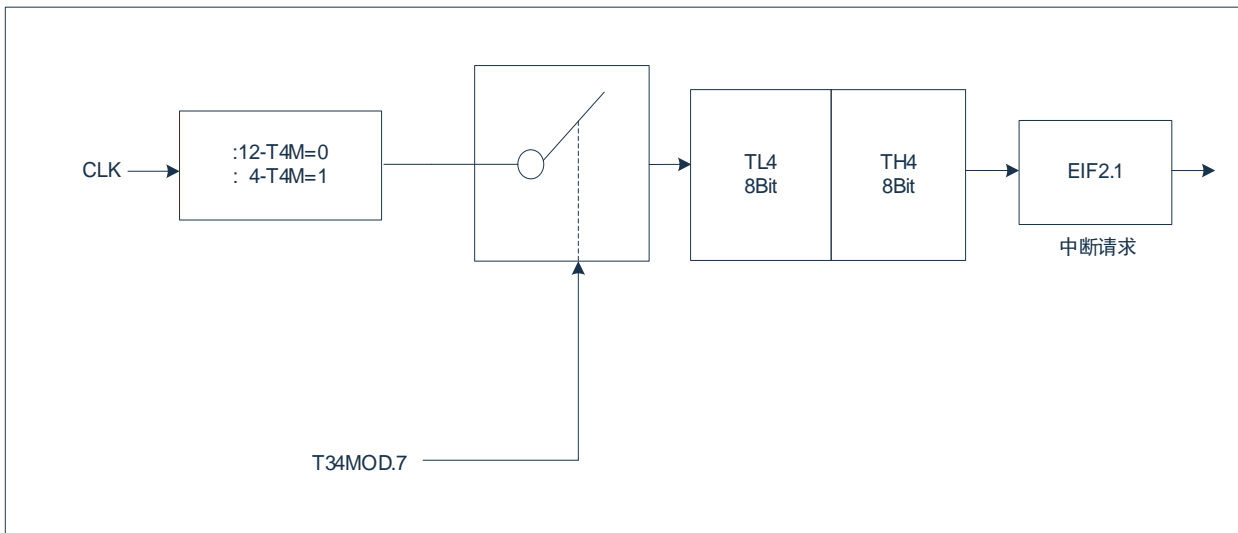 CLK
:12-T4M=0
: 4-T4M=1
TL4
8Bit
TH4
8Bit
EIF2.1
中断请求
T34MOD.7